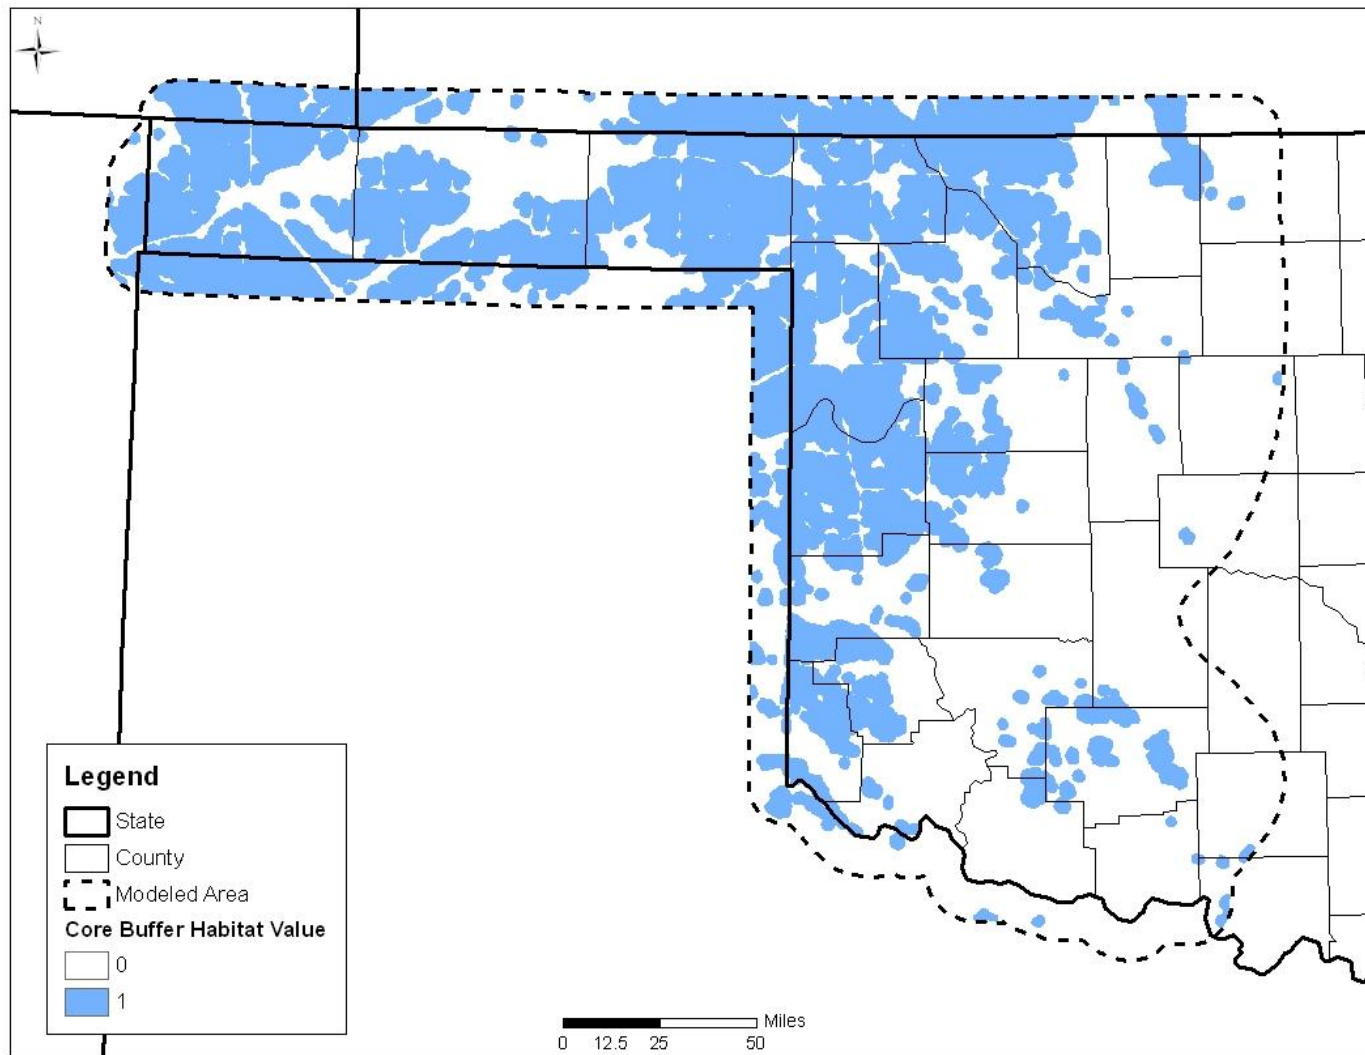 N
Legend
State
County
Modeled Area
Core Buffer Habitat Value
0
1
Miles
0 12.5 25 50